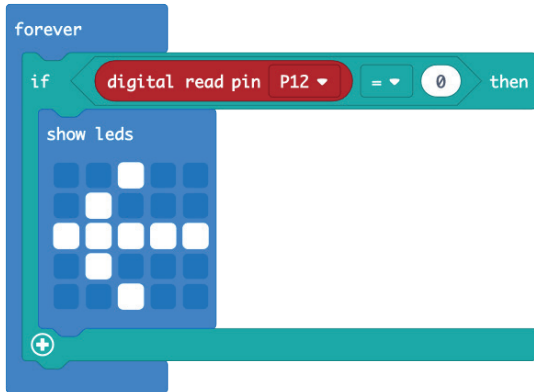 forever
if digital read pin P12 = 0 then
show leds